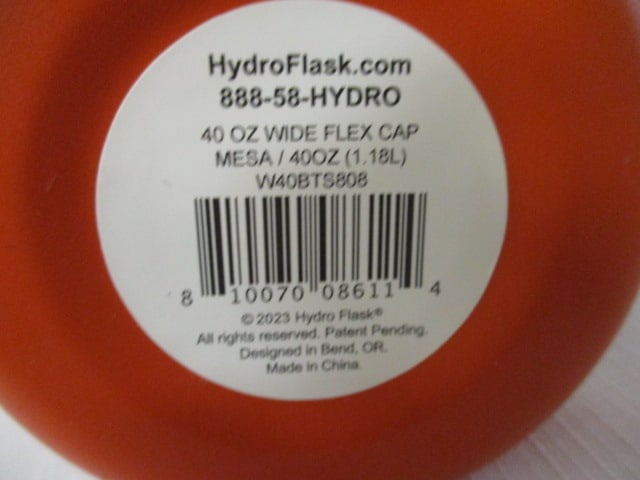 HydroFlask.com
888-58-HYDRO
40 OZ WIDE FLEX CAP
MESA / 40OZ (1.18L)
W40BTS808
8 10070 08611 4
© 2023 Hydro Flask®
All rights reserved. Patent Pending.
Designed in Bend, OR.
Made in China.